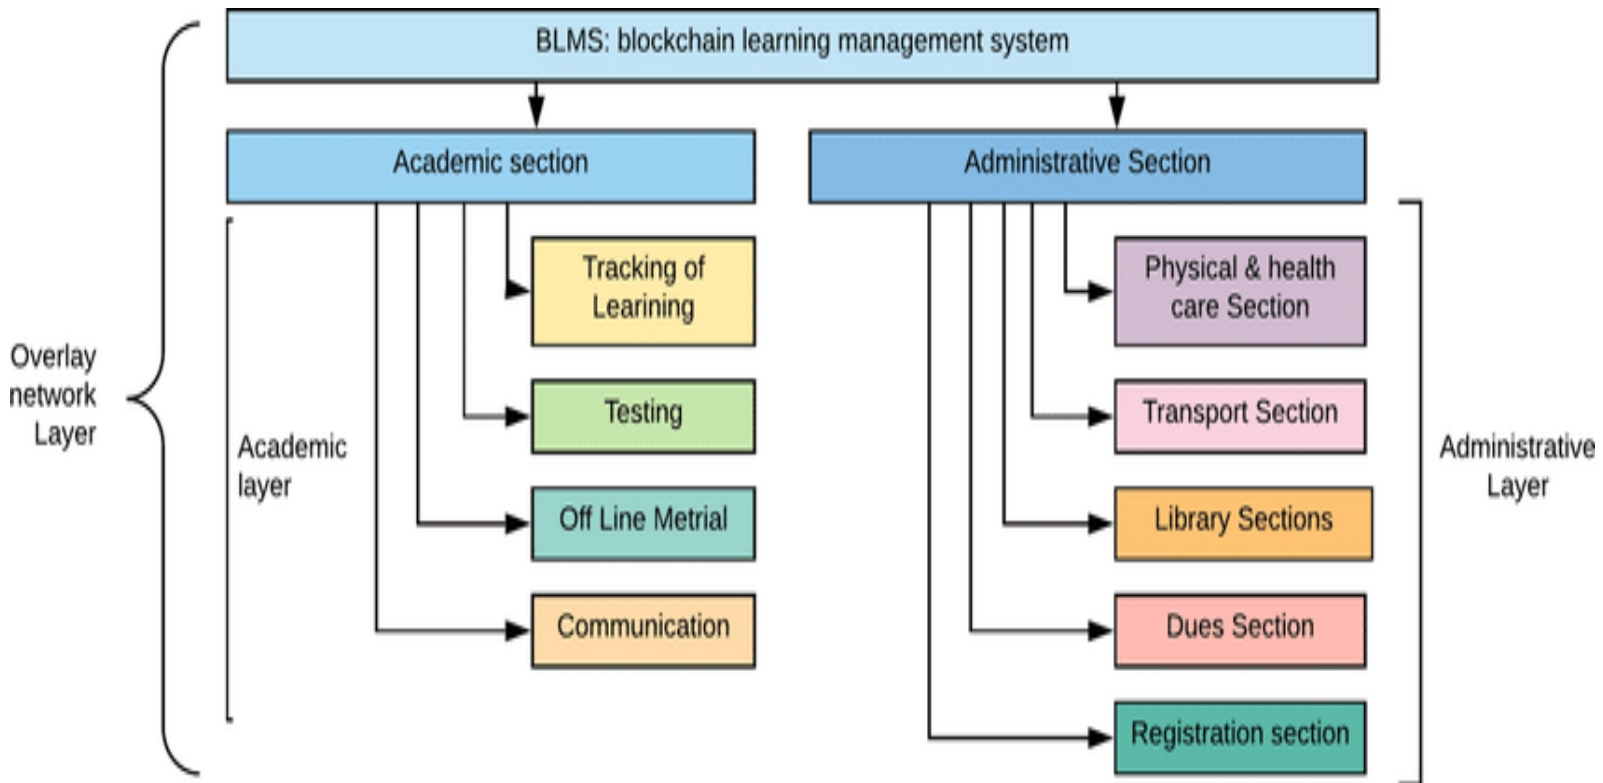 BLMS: blockchain learning management system
Academic section
Administrative Section
Tracking of
Learining
Physical & health
care Section
Overlay
network
Layer
Testing
Transport Section
Academic
layer
Administrative
Layer
Off Line Metrial
Library Sections
Communication
Dues Section
Registration section